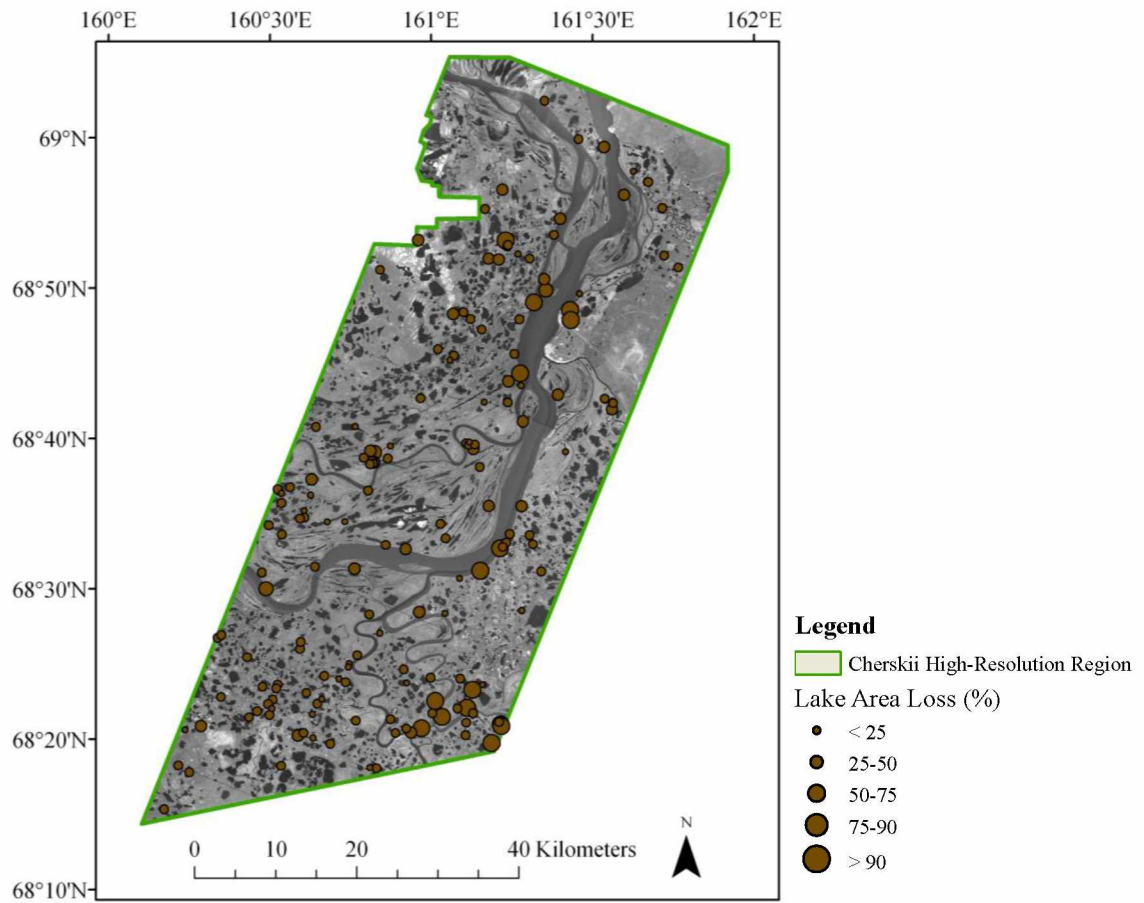 160°E 160°30'E 161°E 161°30'E 162°E
69°N
68°50'N
68°40'N
68°30'N
68°20'N
68°10'N
0 10 20 40 Kilometers
N
Legend
Cherskii High-Resolution Region
Lake Area Loss (%)
< 25
25-50
50-75
75-90
> 90